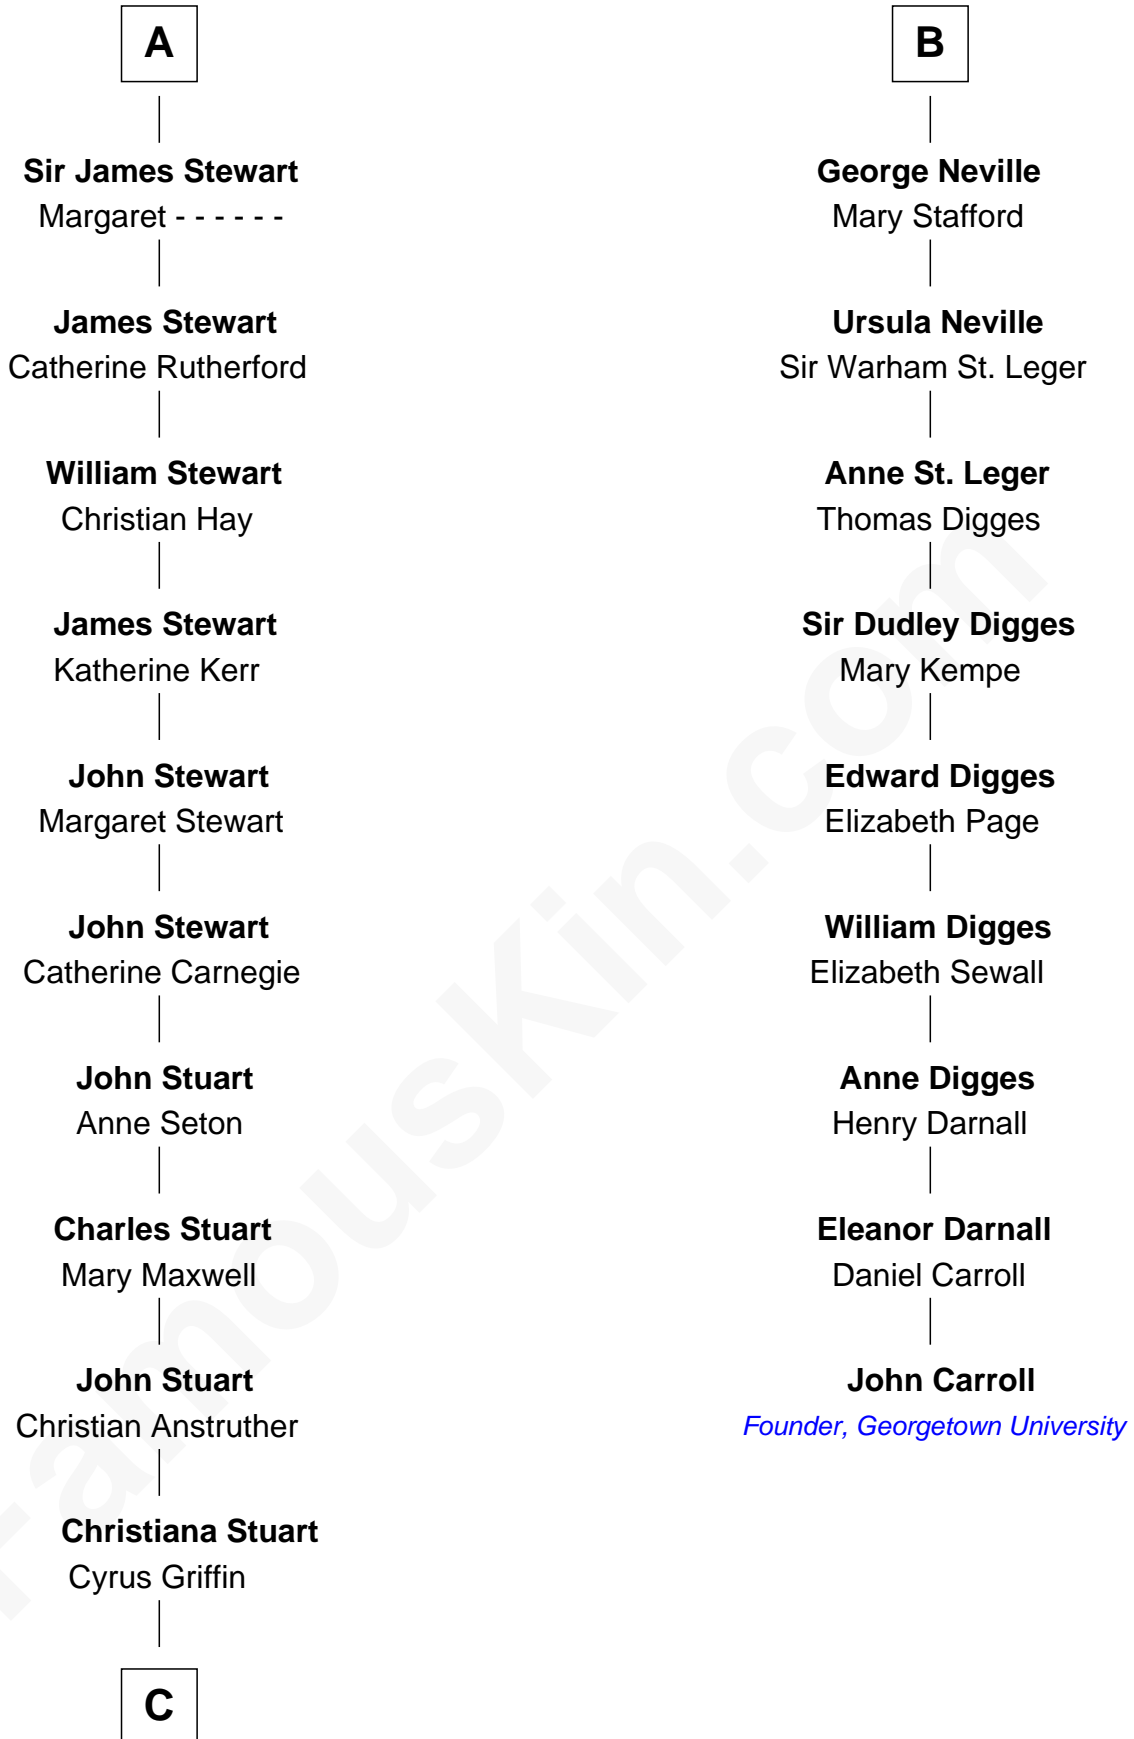 A
Sir James Stewart
Margaret - - - - - -
James Stewart
Catherine Rutherford
William Stewart
Christian Hay
James Stewart
Katherine Kerr
John Stewart
Margaret Stewart
John Stewart
Catherine Carnegie
John Stuart
Anne Seton
Charles Stuart
Mary Maxwell
John Stuart
Christian Anstruther
Christiana Stuart
Cyrus Griffin
C
B
George Neville
Mary Stafford
Ursula Neville
Sir Warham St. Leger
Anne St. Leger
Thomas Digges
Sir Dudley Digges
Mary Kempe
Edward Digges
Elizabeth Page
William Digges
Elizabeth Sewall
Anne Digges
Henry Darnall
Eleanor Darnall
Daniel Carroll
John Carroll
Founder, Georgetown University
FamousKin.com